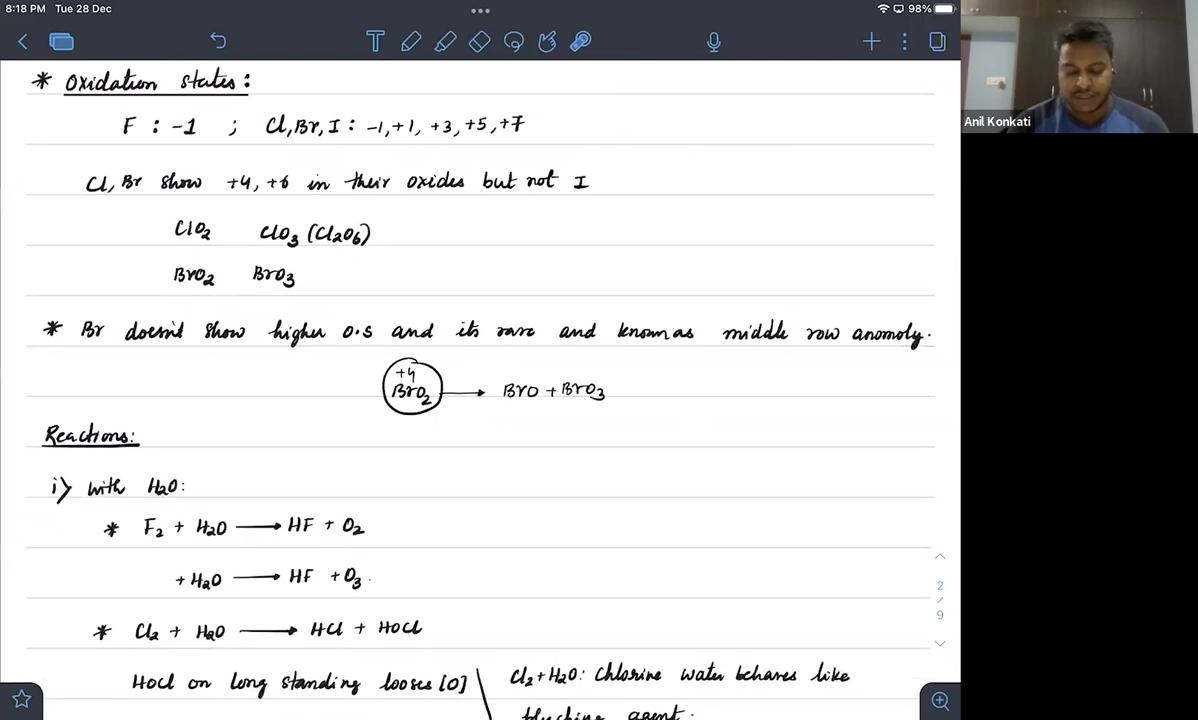 8:18 PM Tue 28 Dec
98%
Anil Konkati
* Oxidation states:
F : -1 ; Cl, Br, I : -1, +1, +3, +5, +7
Cl, Br show +4, +6 in their oxides but not I
ClO2 ClO3 (Cl2O6)
BrO2 BrO3
* Br doesn't show higher O.S and its rare and known as middle row anomoly.
+4
BrO2 → BrO + BrO3
Reactions:
i) With H2O:
* F2 + H2O → HF + O2
+ H2O → HF + O3.
* Cl2 + H2O → HCl + HOCl
HOCl on long standing looses [O]
Cl2 + H2O : Chlorine water behaves like
bleaching agent.
2
/
9